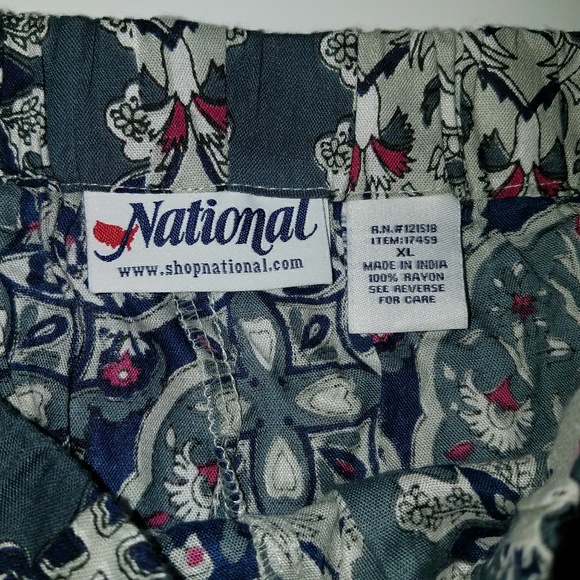 National
www.shopnational.com
R.N.#121518
ITEM:17459
XL
MADE IN INDIA
100% RAYON
SEE REVERSE
FOR CARE